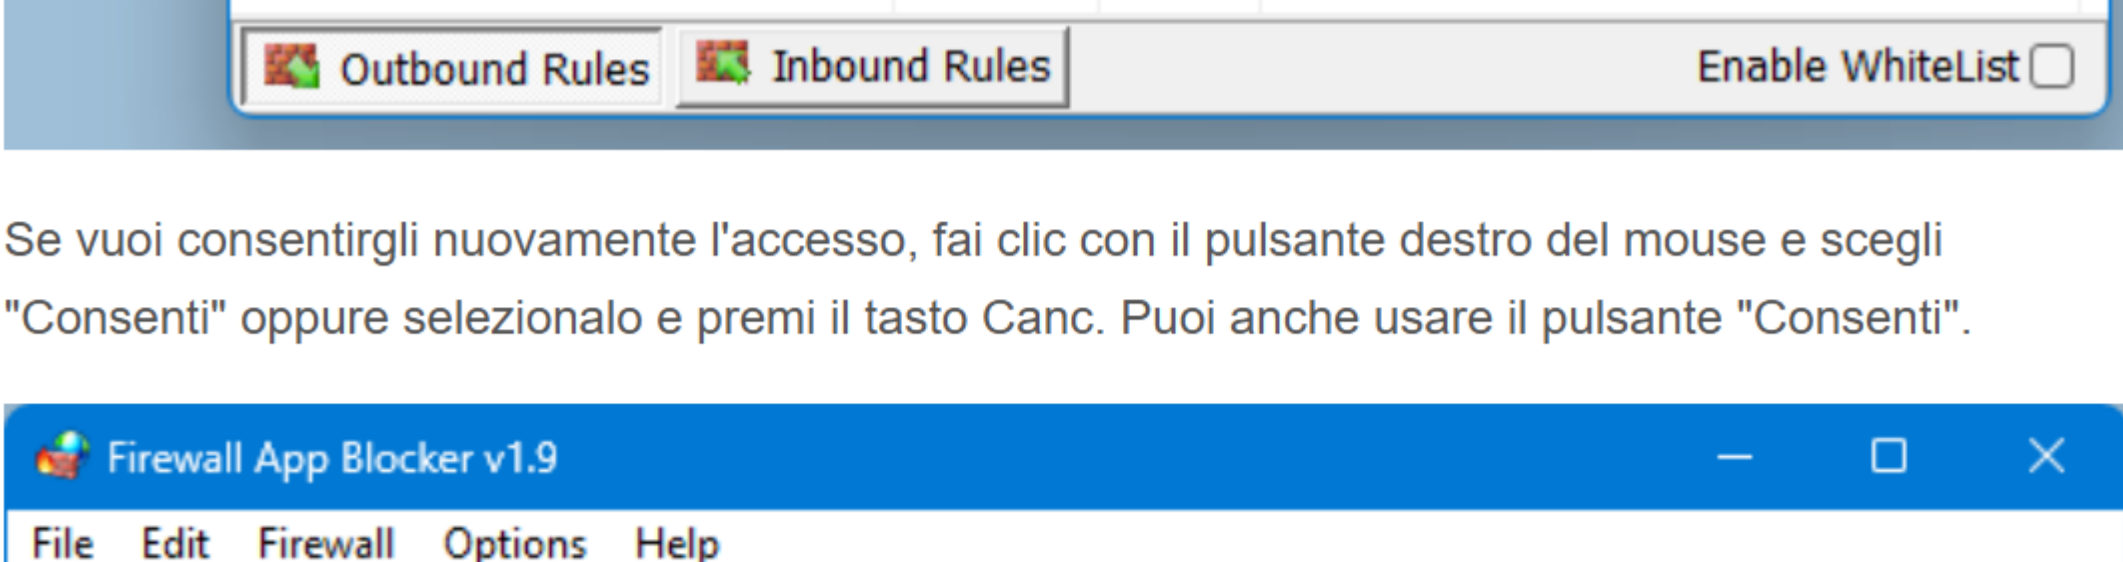 Outbound Rules Inbound Rules Enable WhiteList
Se vuoi consentirgli nuovamente l'accesso, fai clic con il pulsante destro del mouse e scegli
"Consenti" oppure selezionalo e premi il tasto Canc. Puoi anche usare il pulsante "Consenti".
Firewall App Blocker v1.9
File Edit Firewall Options Help